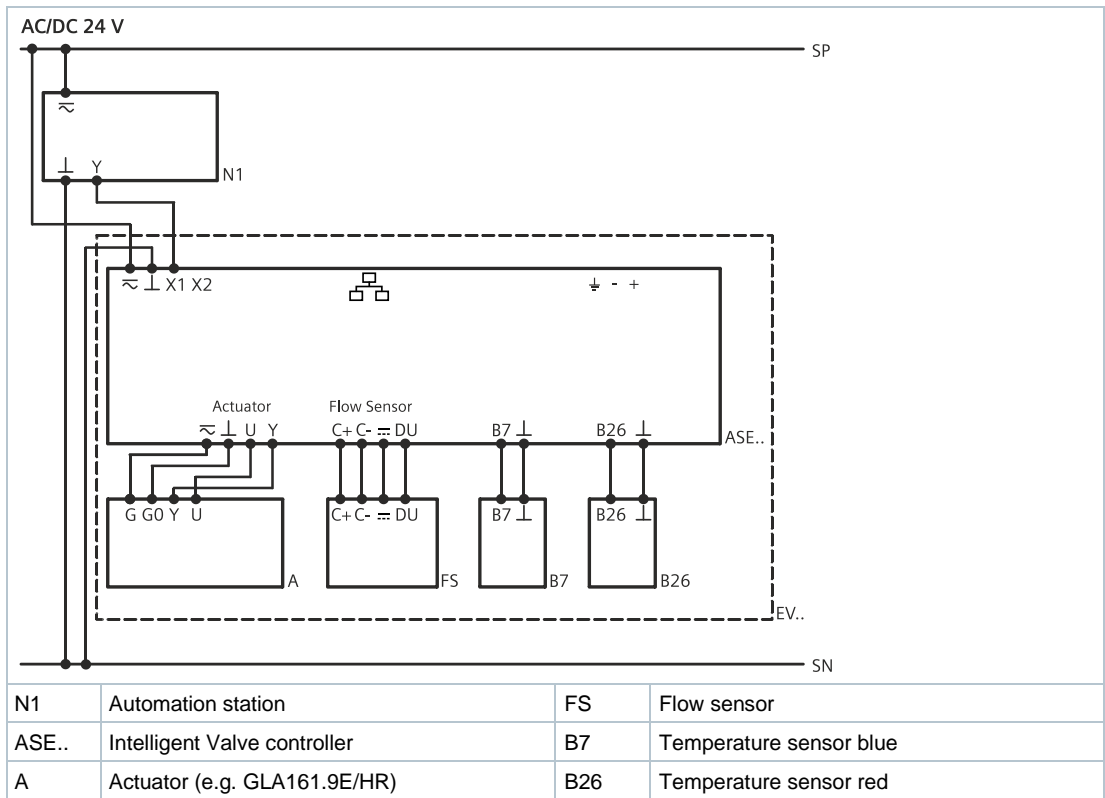 AC/DC 24 V
SP
≂
⊥ Y
N1
≂ ⊥ X1 X2
⏚ - +
Actuator
Flow Sensor
≂ ⊥ U Y
C+ C- ⎓ DU
B7 ⊥
B26 ⊥
ASE..
G G0 Y U
C+ C- ⎓ DU
B7 ⊥
B26 ⊥
A
FS
B7
B26
EV..
SN
N1 Automation station FS Flow sensor
ASE.. Intelligent Valve controller B7 Temperature sensor blue
A Actuator (e.g. GLA161.9E/HR) B26 Temperature sensor red